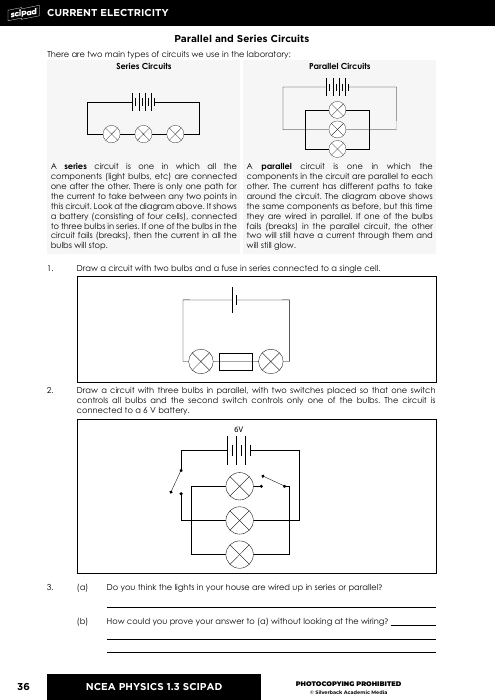 scipad CURRENT ELECTRICITY
Parallel and Series Circuits
There are two main types of circuits we use in the laboratory:
Series Circuits
A series circuit is one in which all the
components (light bulbs, etc) are connected
one after the other. There is only one path for
the current to take between any two points in
this circuit. Look at the diagram above. It shows
a battery (consisting of four cells), connected
to three bulbs in series. If one of the bulbs in the
circuit fails (breaks), then the current in all the
bulbs will stop.
Parallel Circuits
A parallel circuit is one in which the
components in the circuit are parallel to each
other. The current has different paths to take
around the circuit. The diagram above shows
the same components as before, but this time
they are wired in parallel. If one of the bulbs
fails (breaks) in the parallel circuit, the other
two will still have a current through them and
will still glow.
1. Draw a circuit with two bulbs and a fuse in series connected to a single cell.
2. Draw a circuit with three bulbs in parallel, with two switches placed so that one switch
controls all bulbs and the second switch controls only one of the bulbs. The circuit is
connected to a 6 V battery.
6V
3. (a) Do you think the lights in your house are wired up in series or parallel?
(b) How could you prove your answer to (a) without looking at the wiring?
36 NCEA PHYSICS 1.3 SCIPAD
PHOTOCOPYING PROHIBITED
© Silverback Academic Media